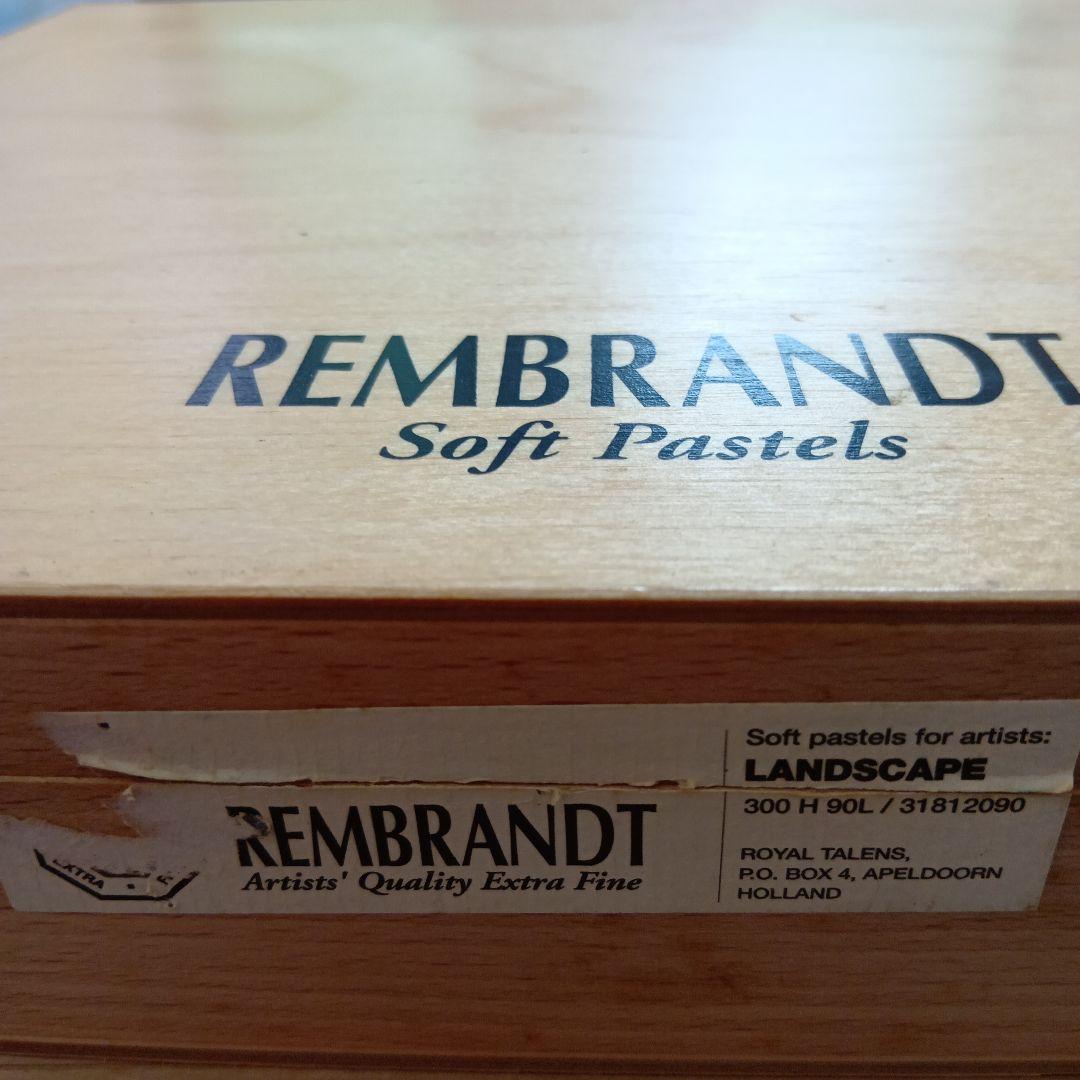 REMBRANDT
Soft Pastels
Soft pastels for artists:
LANDSCAPE
300 H 90L / 31812090
ROYAL TALENS,
P.O. BOX 4, APELDOORN
HOLLAND
REMBRANDT
Artists' Quality Extra Fine
EXTRA